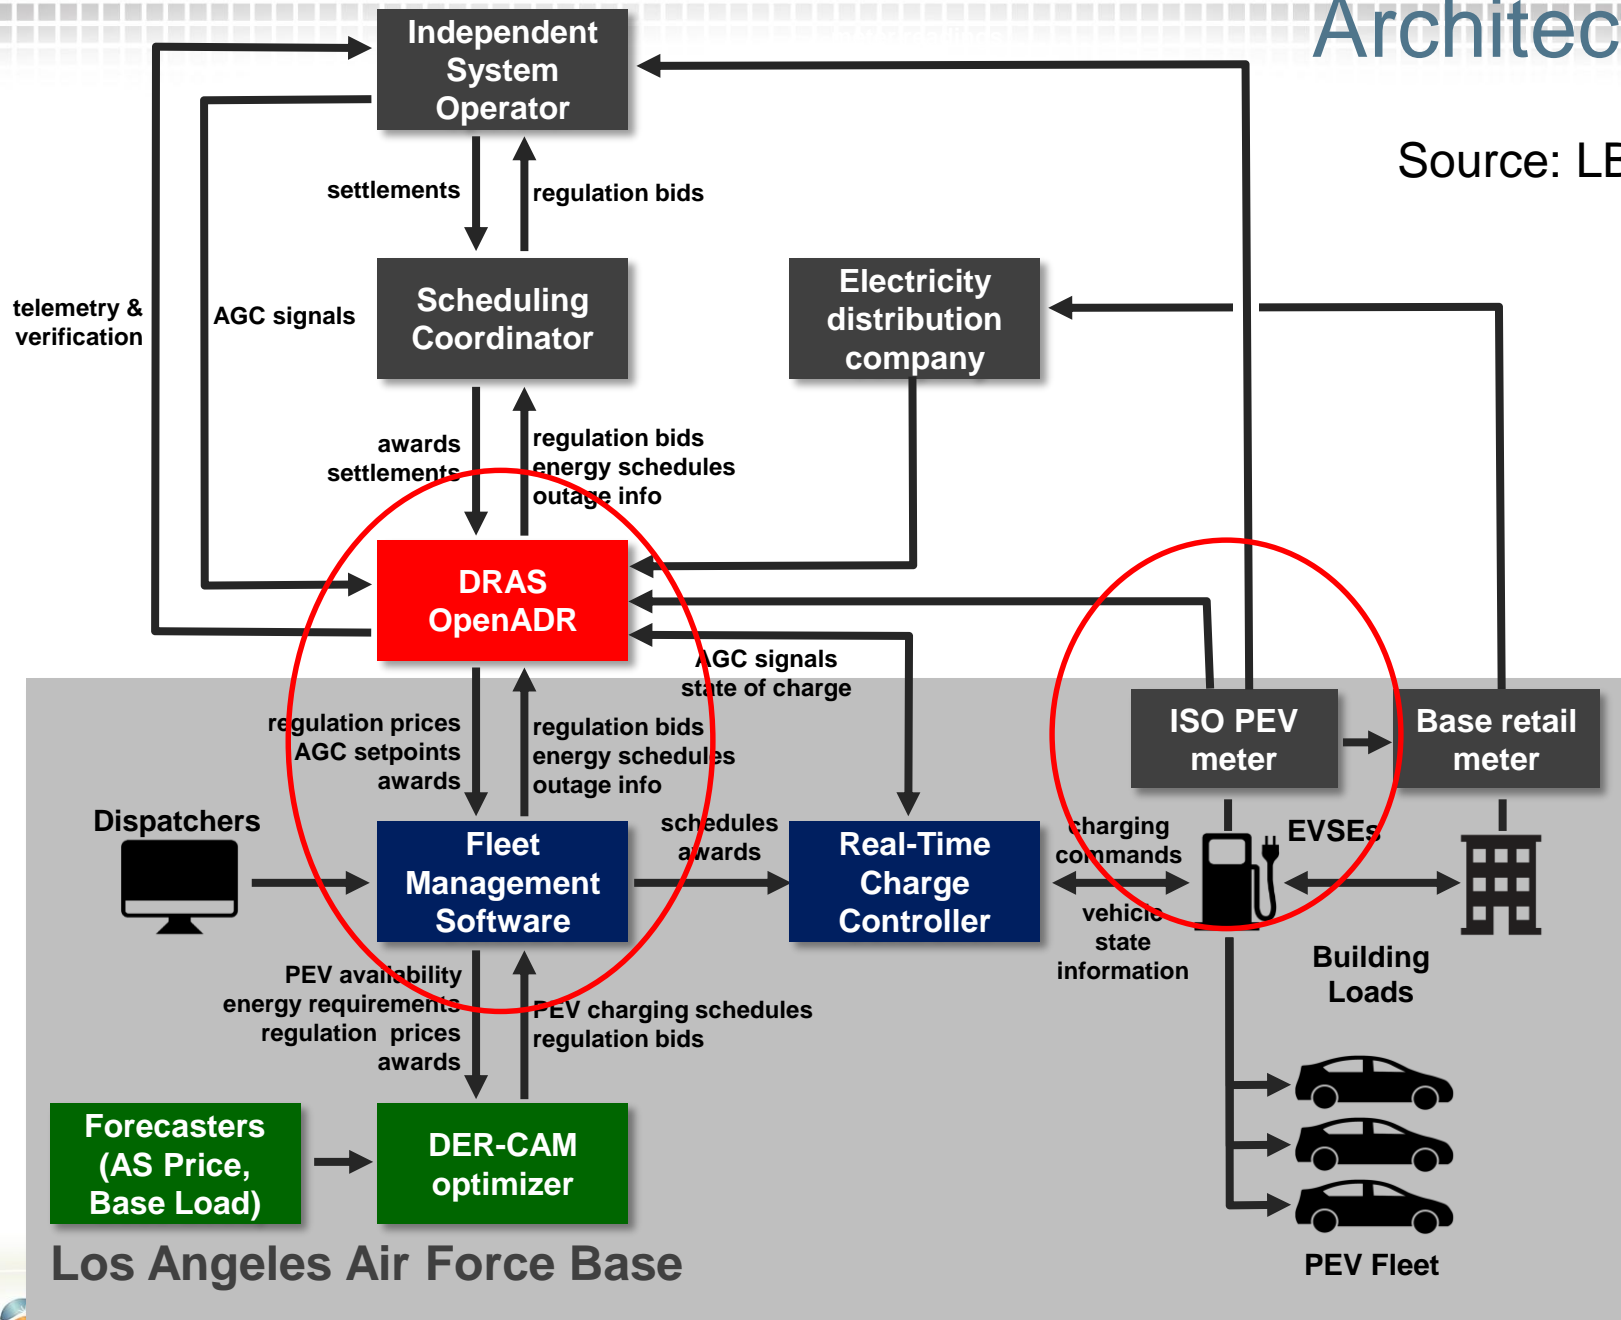 Architec
Source: LB
Independent
System
Operator
settlements
regulation bids
telemetry &
verification
AGC signals
Scheduling
Coordinator
Electricity
distribution
company
awards
settlements
regulation bids
energy schedules
outage info
DRAS
OpenADR
AGC signals
state of charge
regulation prices
AGC setpoints
awards
regulation bids
energy schedules
outage info
ISO PEV
meter
Base retail
meter
Dispatchers
Fleet
Management
Software
schedules
awards
Real-Time
Charge
Controller
charging
commands
vehicle
state
information
EVSEs
Building
Loads
PEV availability
energy requirements
regulation prices
awards
PEV charging schedules
regulation bids
Forecasters
(AS Price,
Base Load)
DER-CAM
optimizer
PEV Fleet
Los Angeles Air Force Base